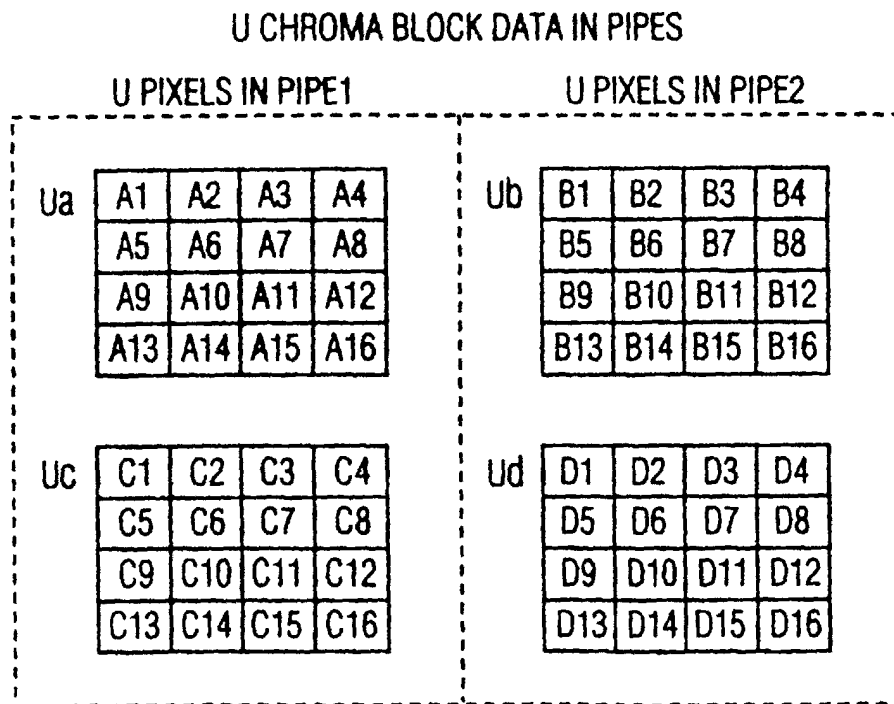 U CHROMA BLOCK DATA IN PIPES
U PIXELS IN PIPE1 U PIXELS IN PIPE2
Ua A1 A2 A3 A4 Ub B1 B2 B3 B4
A5 A6 A7 A8 B5 B6 B7 B8
A9 A10 A11 A12 B9 B10 B11 B12
A13 A14 A15 A16 B13 B14 B15 B16
Uc C1 C2 C3 C4 Ud D1 D2 D3 D4
C5 C6 C7 C8 D5 D6 D7 D8
C9 C10 C11 C12 D9 D10 D11 D12
C13 C14 C15 C16 D13 D14 D15 D16